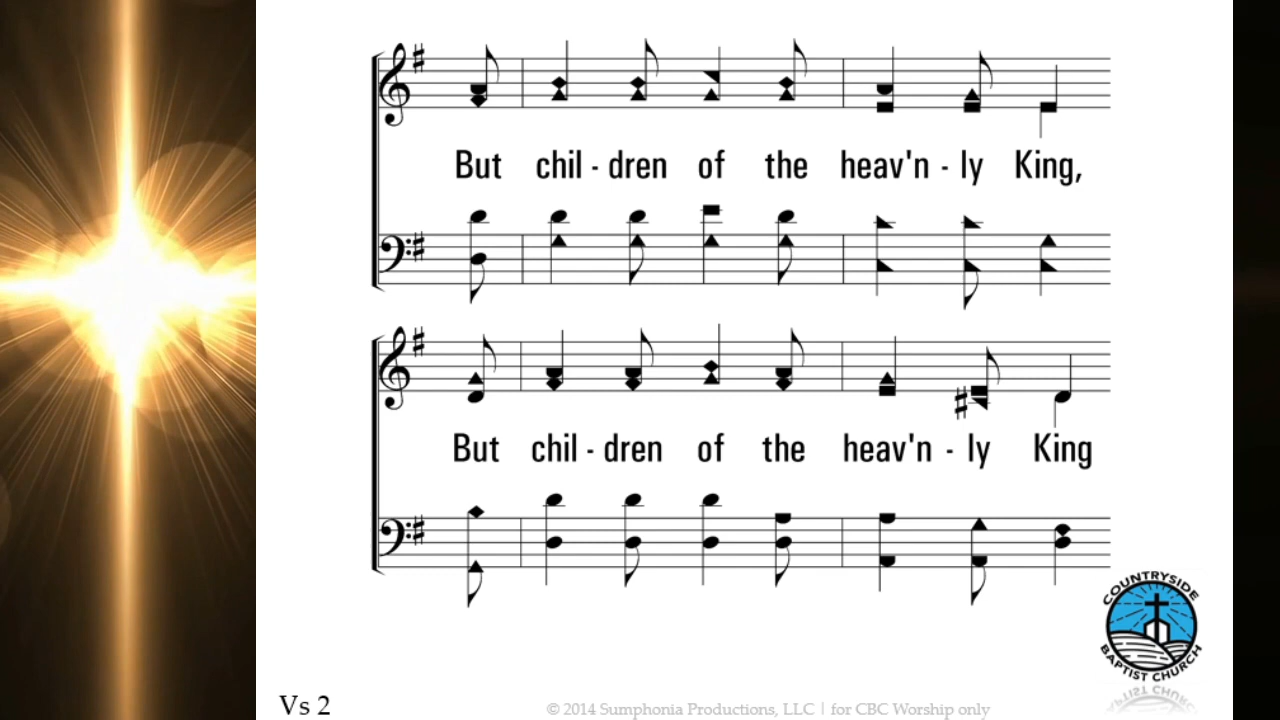 But chil - dren of the heav'n - ly King,
But chil - dren of the heav'n - ly King
COUNTRYSIDE
BAPTIST CHURCH
Vs 2
© 2014 Sumphonia Productions, LLC | for CBC Worship only